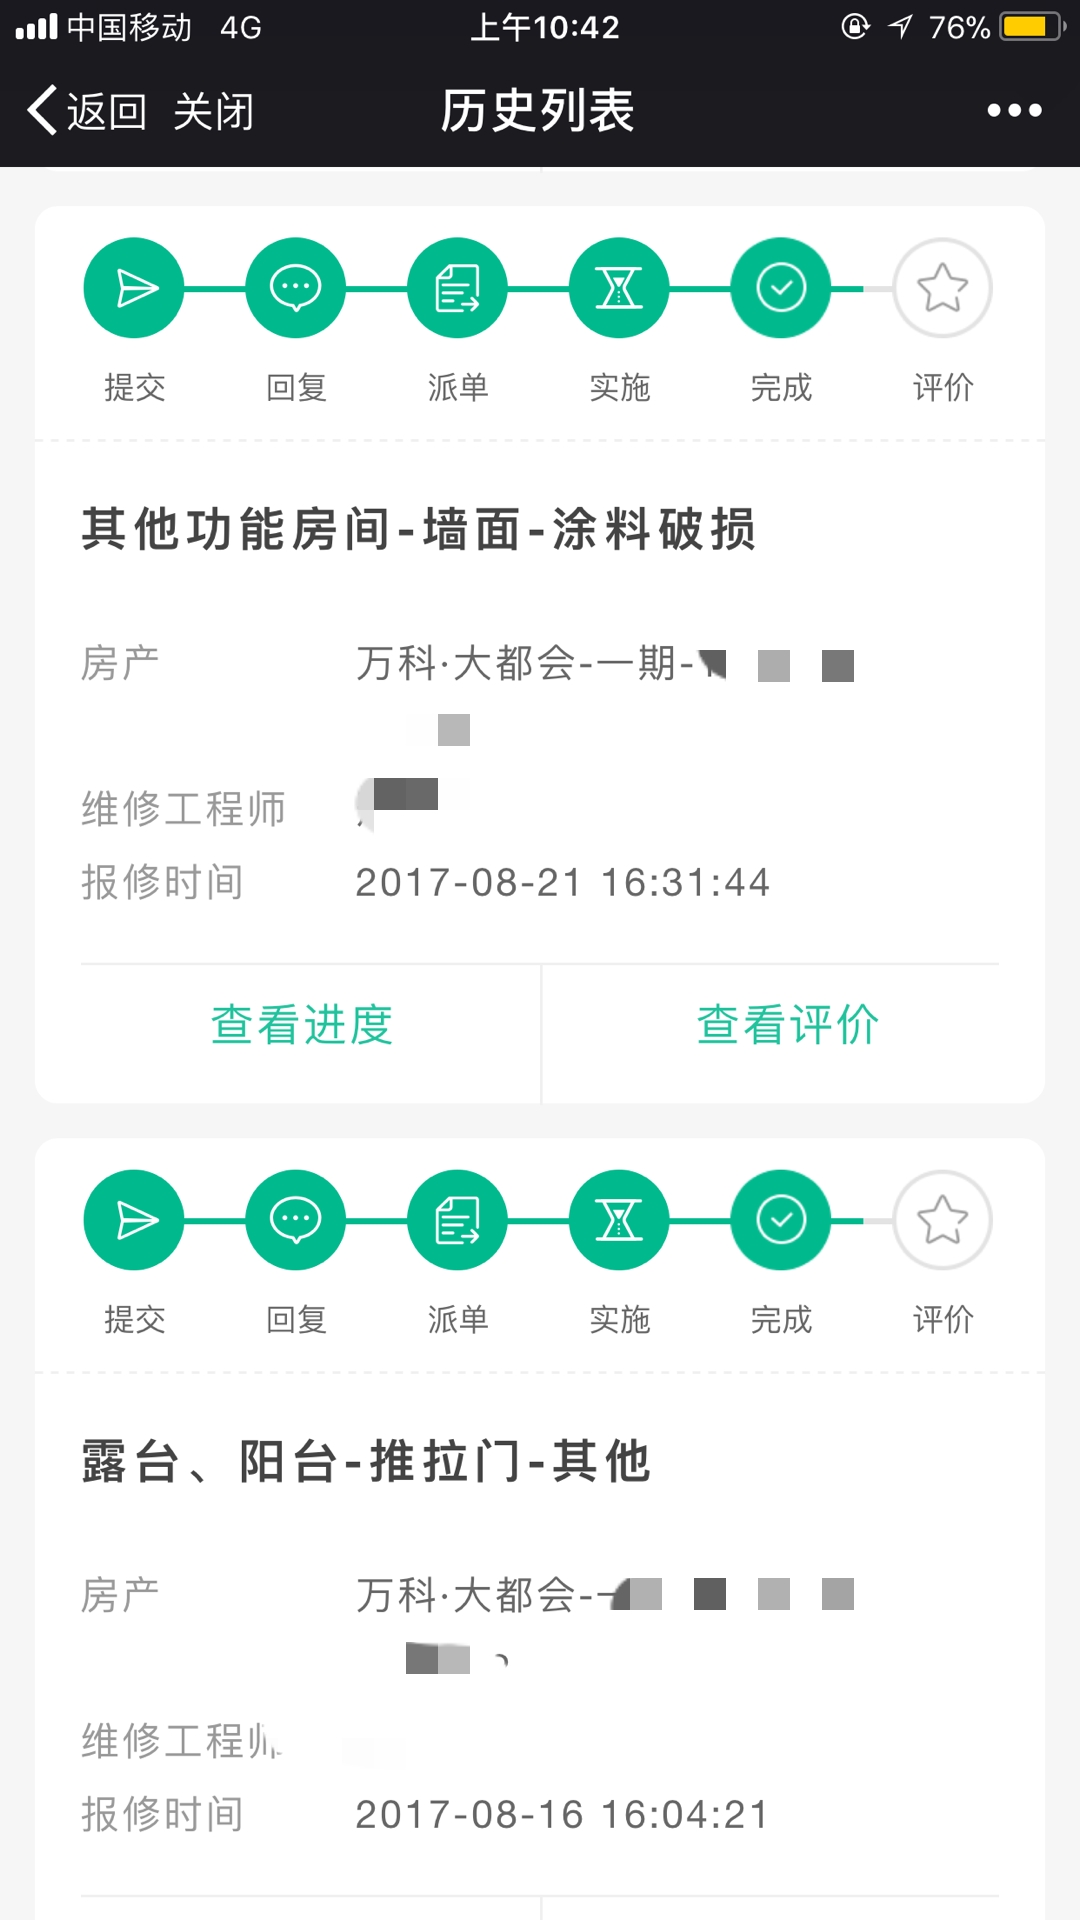 中国移动 4G 上午10:42 76%
返回 关闭 历史列表
提交 回复 派单 实施 完成 评价
其他功能房间-墙面-涂料破损
房产 万科·大都会-一期-
维修工程师
报修时间 2017-08-21 16:31:44
查看进度 查看评价
提交 回复 派单 实施 完成 评价
露台、阳台-推拉门-其他
房产 万科·大都会-
维修工程师
报修时间 2017-08-16 16:04:21